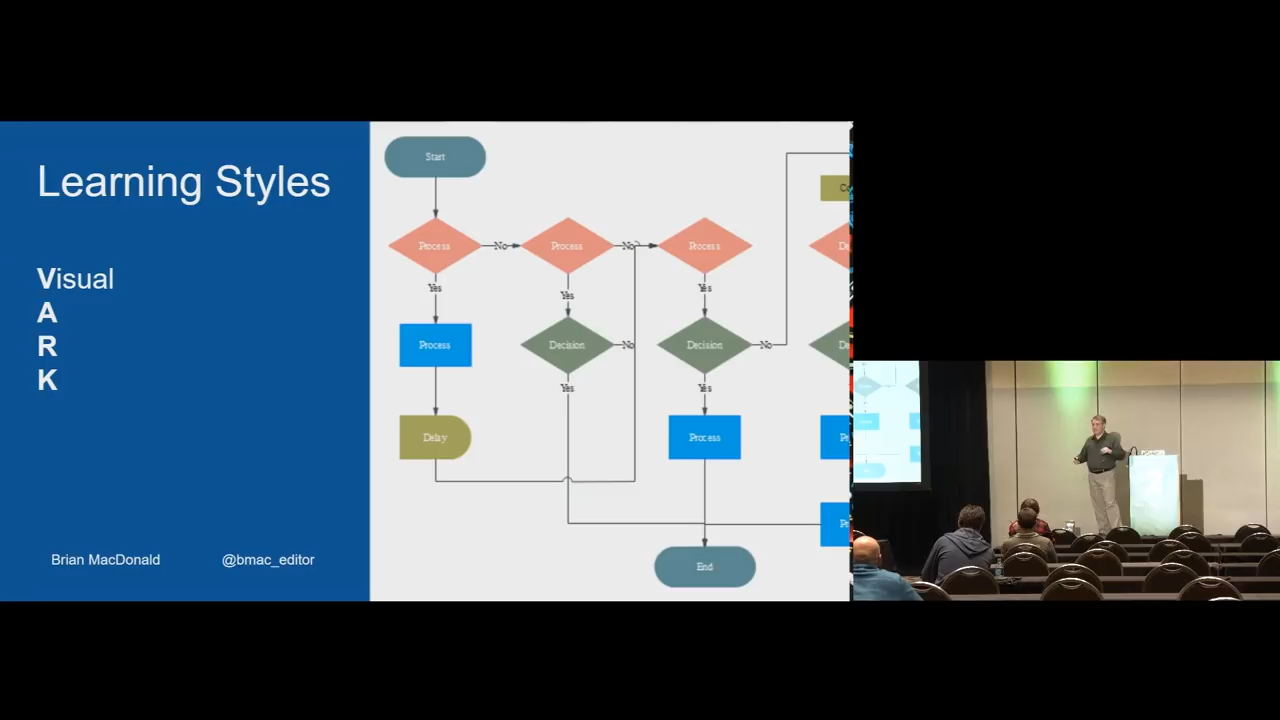 Learning Styles
Visual
A
R
K
Brian MacDonald @bmac_editor
Start
Process No Process No Process
Yes Yes Yes
Process Decision No Decision No
Yes Yes
Delay Process
End